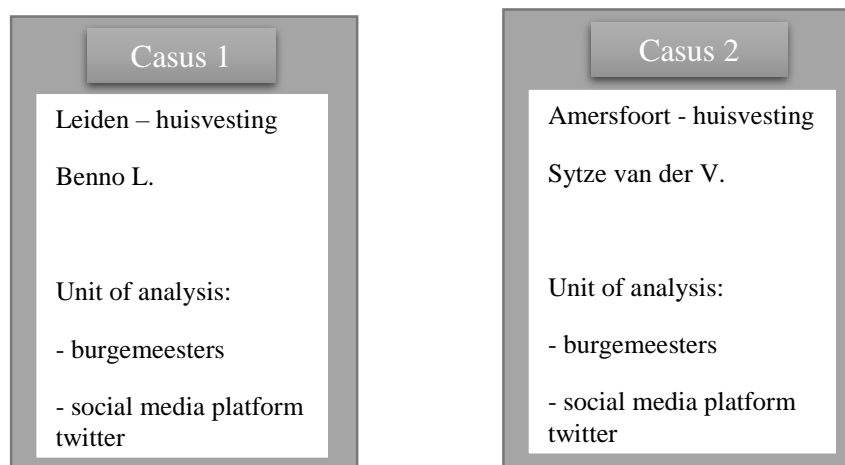 Casus 1
Leiden – huisvesting
Benno L.
Unit of analysis:
- burgemeesters
- social media platform
twitter
Casus 2
Amersfoort - huisvesting
Sytze van der V.
Unit of analysis:
- burgemeesters
- social media platform
twitter